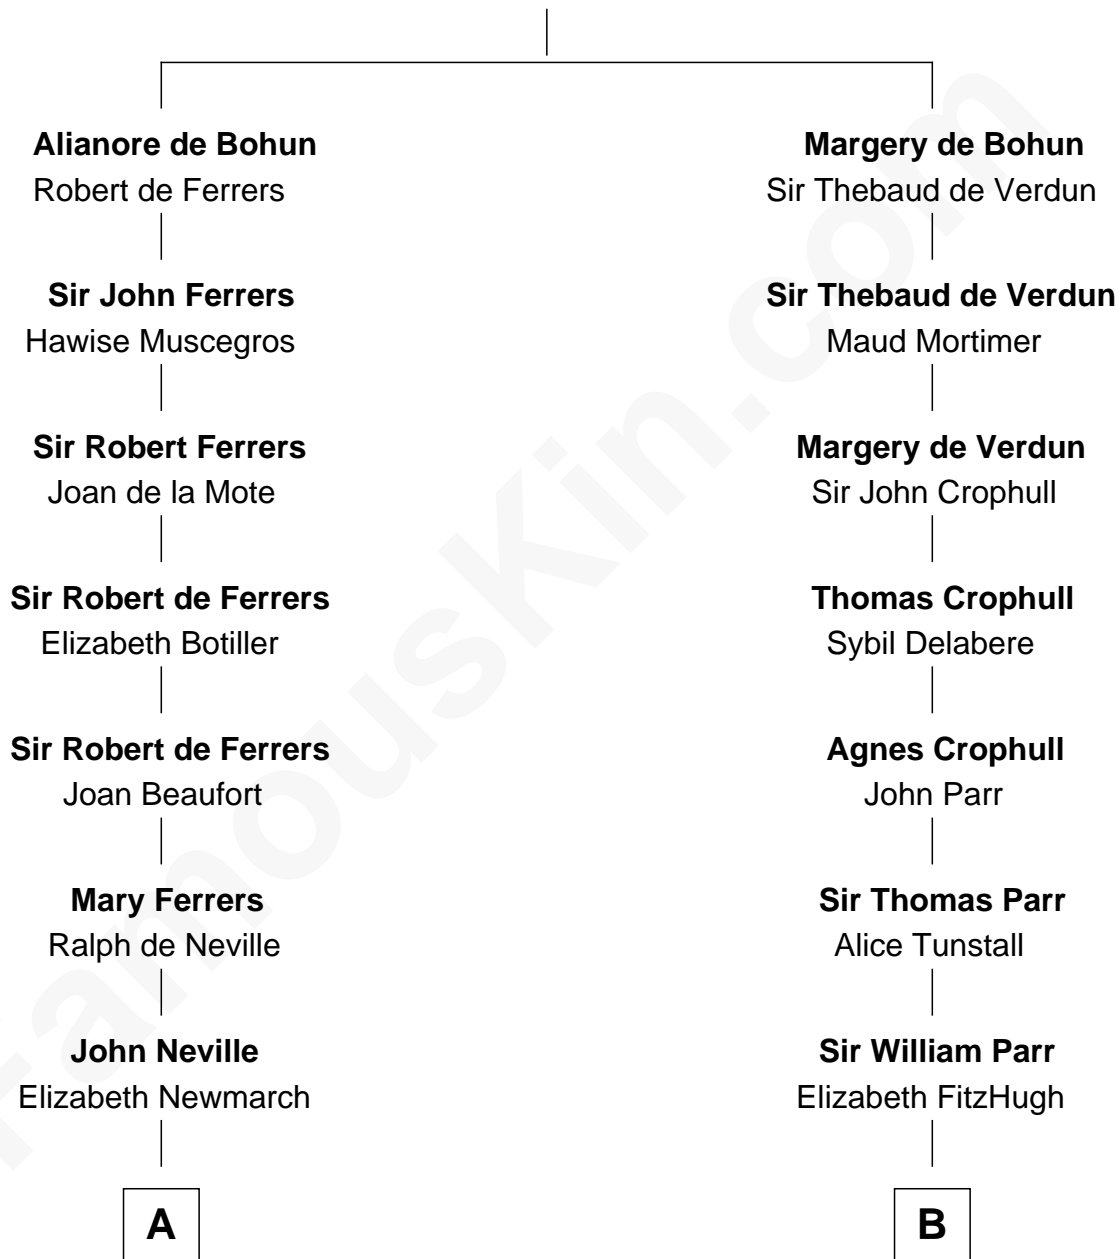 Alianore de Bohun
Robert de Ferrers
Sir John Ferrers
Hawise Muscegros
Sir Robert Ferrers
Joan de la Mote
Sir Robert de Ferrers
Elizabeth Botiller
Sir Robert de Ferrers
Joan Beaufort
Mary Ferrers
Ralph de Neville
John Neville
Elizabeth Newmarch
A
Margery de Bohun
Sir Thebaud de Verdun
Sir Thebaud de Verdun
Maud Mortimer
Margery de Verdun
Sir John Crophull
Thomas Crophull
Sybil Delabere
Agnes Crophull
John Parr
Sir Thomas Parr
Alice Tunstall
Sir William Parr
Elizabeth FitzHugh
B
FamousKin.com